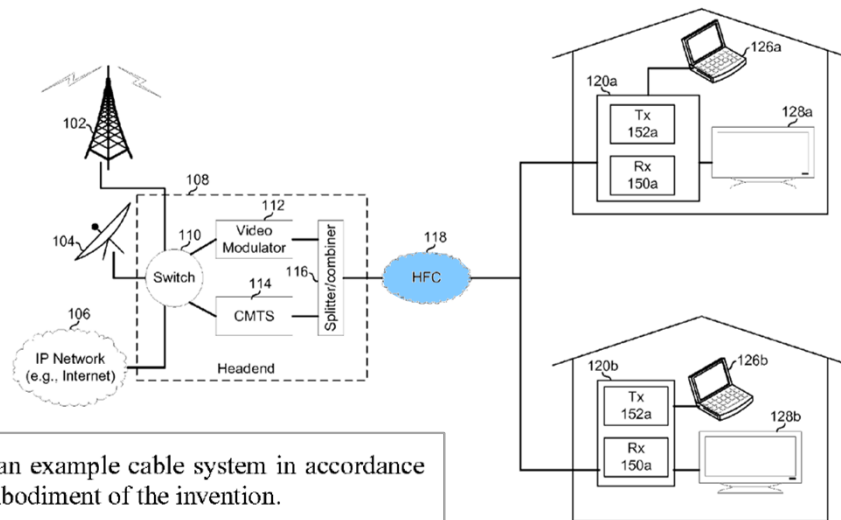 102
104
106
IP Network
(e.g., Internet)
108
110
Switch
112
Video
Modulator
114
CMTS
116
Splitter/combiner
Headend
118
HFC
120a
Tx
152a
Rx
150a
126a
128a
120b
Tx
152a
Rx
150a
126b
128b
an example cable system in accordance
bodiment of the invention.